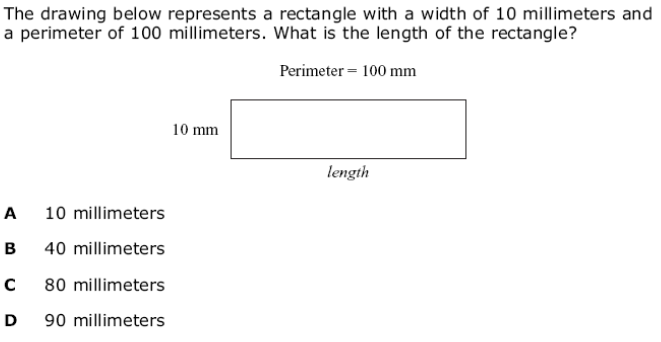 The drawing below represents a rectangle with a width of 10 millimeters and
a perimeter of 100 millimeters. What is the length of the rectangle?
Perimeter = 100 mm
10 mm
length
A 10 millimeters
B 40 millimeters
C 80 millimeters
D 90 millimeters